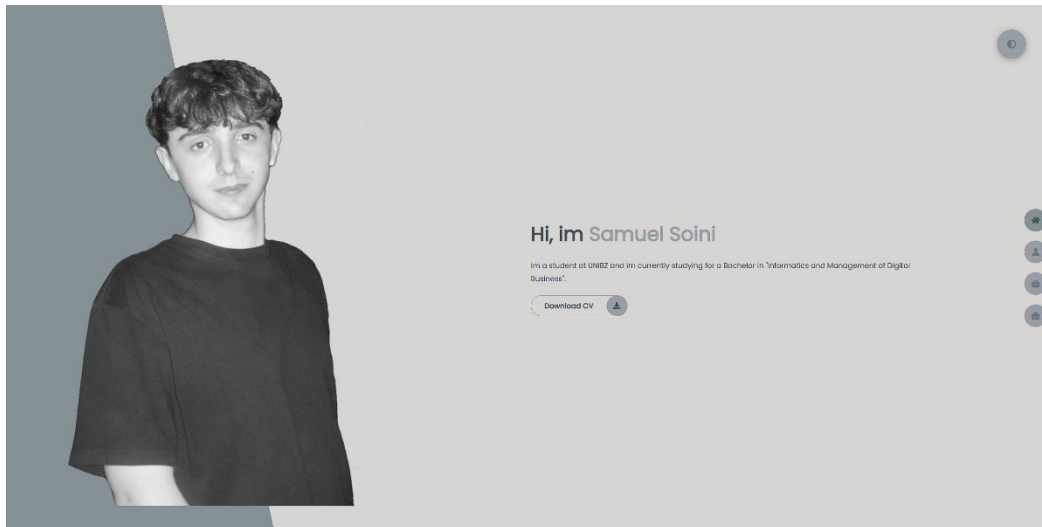 Hi, im Samuel Soini
Im a student at UNIBZ and im currently studying for a Bachelor in "Informatics and Management of Digital
Business".
Download CV